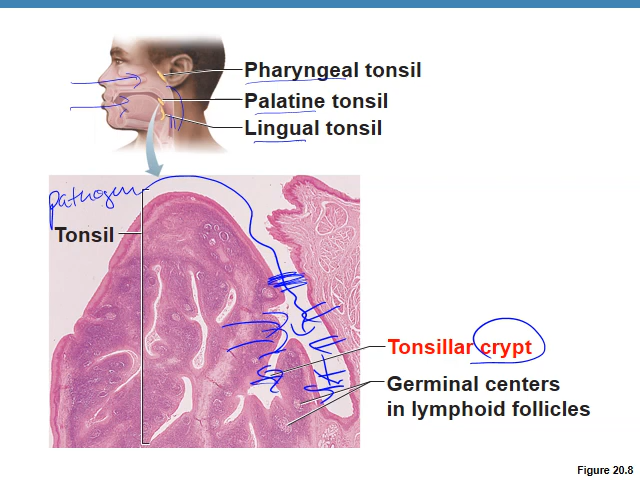 Pharyngeal tonsil
Palatine tonsil
Lingual tonsil
pathogen
Tonsil
Tonsillar crypt
Germinal centers
in lymphoid follicles
Figure 20.8